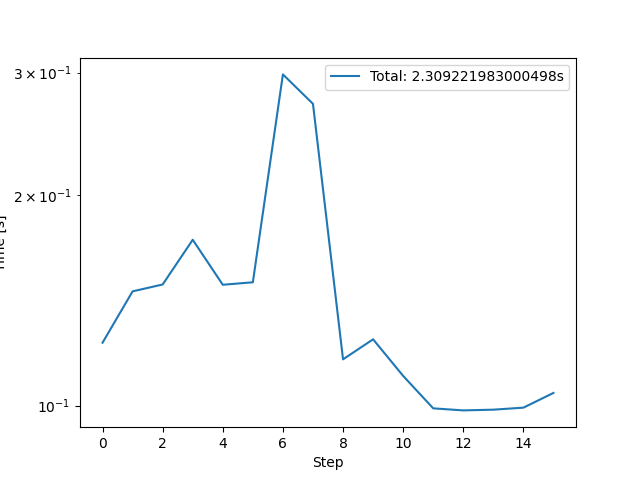 3 × 10⁻¹
Total: 2.309221983000498s
2 × 10⁻¹
Time [s]
10⁻¹
0 2 4 6 8 10 12 14
Step